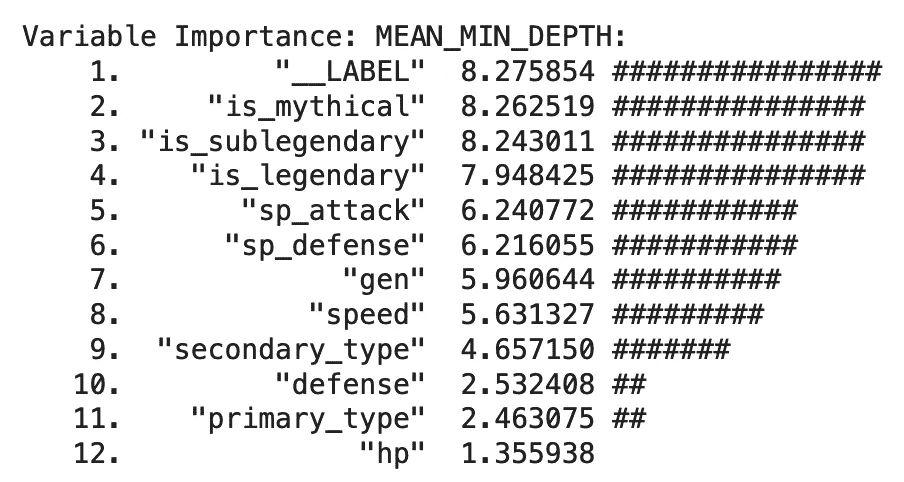 Variable Importance: MEAN_MIN_DEPTH:
1. "__LABEL" 8.275854 ################
2. "is_mythical" 8.262519 ###############
3. "is_sublegendary" 8.243011 ###############
4. "is_legendary" 7.948425 ###############
5. "sp_attack" 6.240772 ###########
6. "sp_defense" 6.216055 ###########
7. "gen" 5.960644 ##########
8. "speed" 5.631327 #########
9. "secondary_type" 4.657150 #######
10. "defense" 2.532408 ##
11. "primary_type" 2.463075 ##
12. "hp" 1.355938